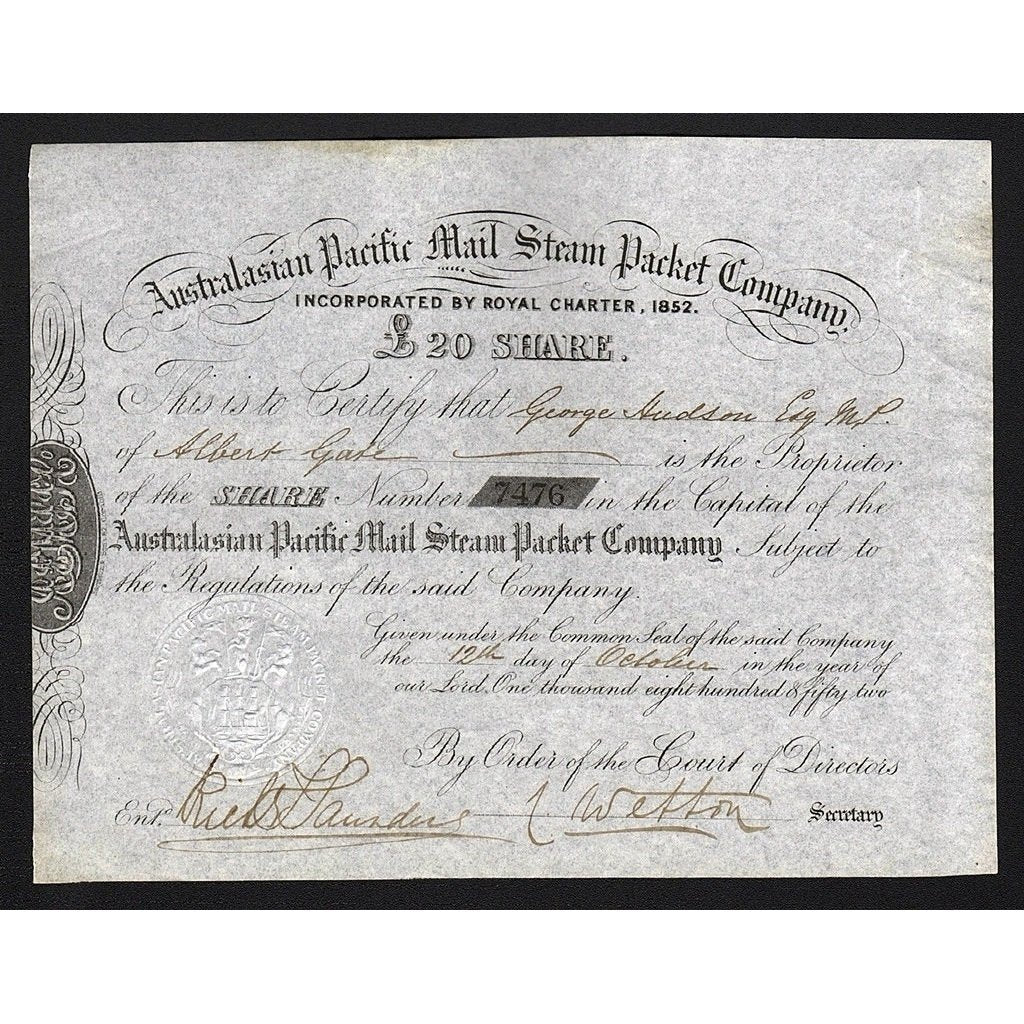 Australasian Pacific Mail Steam Packet Company.
INCORPORATED BY ROYAL CHARTER, 1852.
£20 SHARE.
This is to Certify that George Hudson Esq M.P.
of Albert Gate is the Proprietor
of the SHARE Number 7476 in the Capital of the
Australasian Pacific Mail Steam Packet Company Subject to
the Regulations of the said Company.
Given under the Common Seal of the said Company
the 12th day of October in the year of
our Lord One thousand eight hundred & fifty two
By Order of the Court of Directors
Entd. Richd Saunders Wetton Secretary